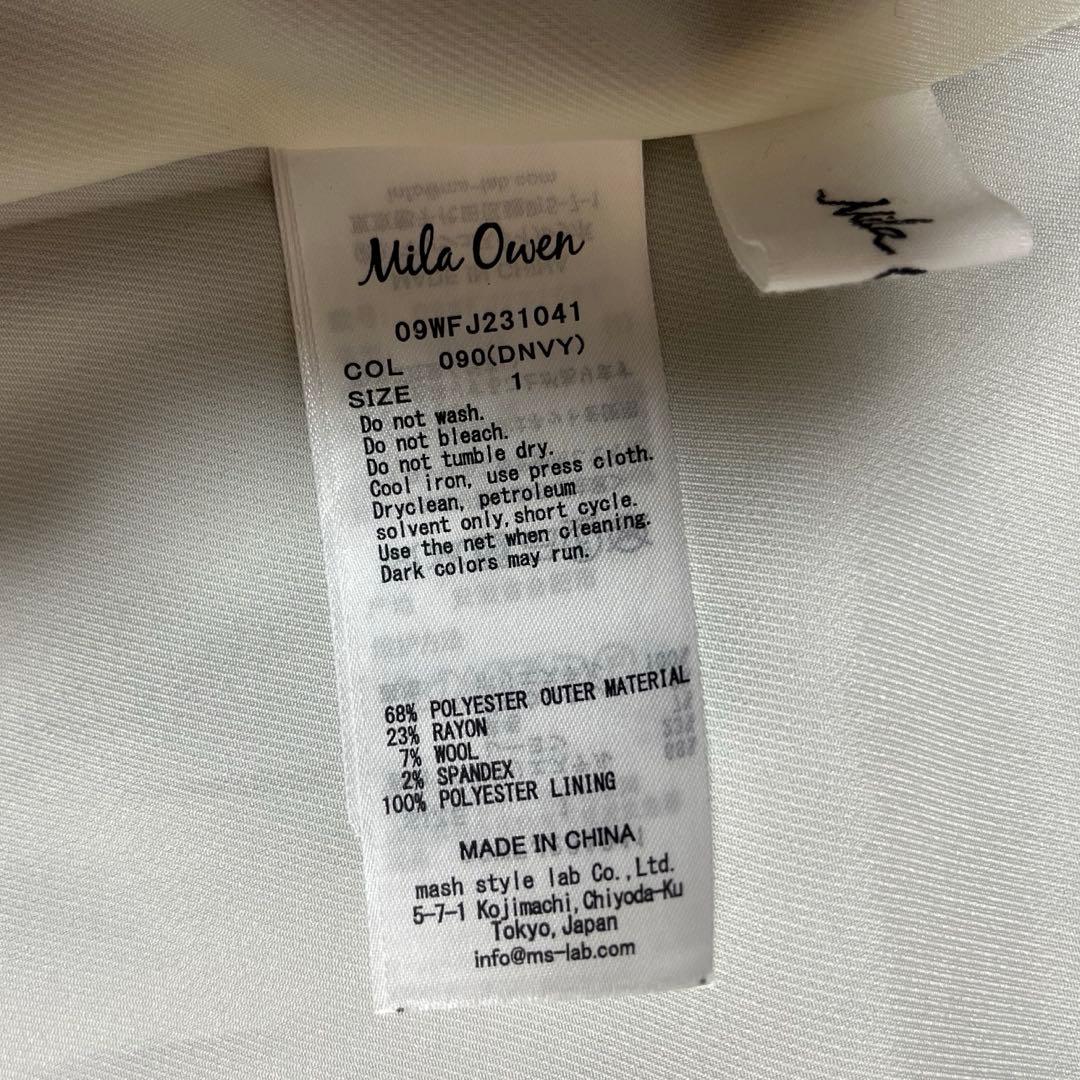 Mila Owen
09WFJ231041
COL 090(DNVY)
SIZE 1
Do not wash.
Do not bleach.
Do not tumble dry.
Cool iron, use press cloth.
Dryclean, petroleum
solvent only,short cycle.
Use the net when cleaning.
Dark colors may run.
68% POLYESTER OUTER MATERIAL
23% RAYON
7% WOOL
2% SPANDEX
100% POLYESTER LINING
MADE IN CHINA
mash style lab Co.,Ltd.
5-7-1 Kojimachi,Chiyoda-Ku
Tokyo,Japan
info@ms-lab.com
Mila